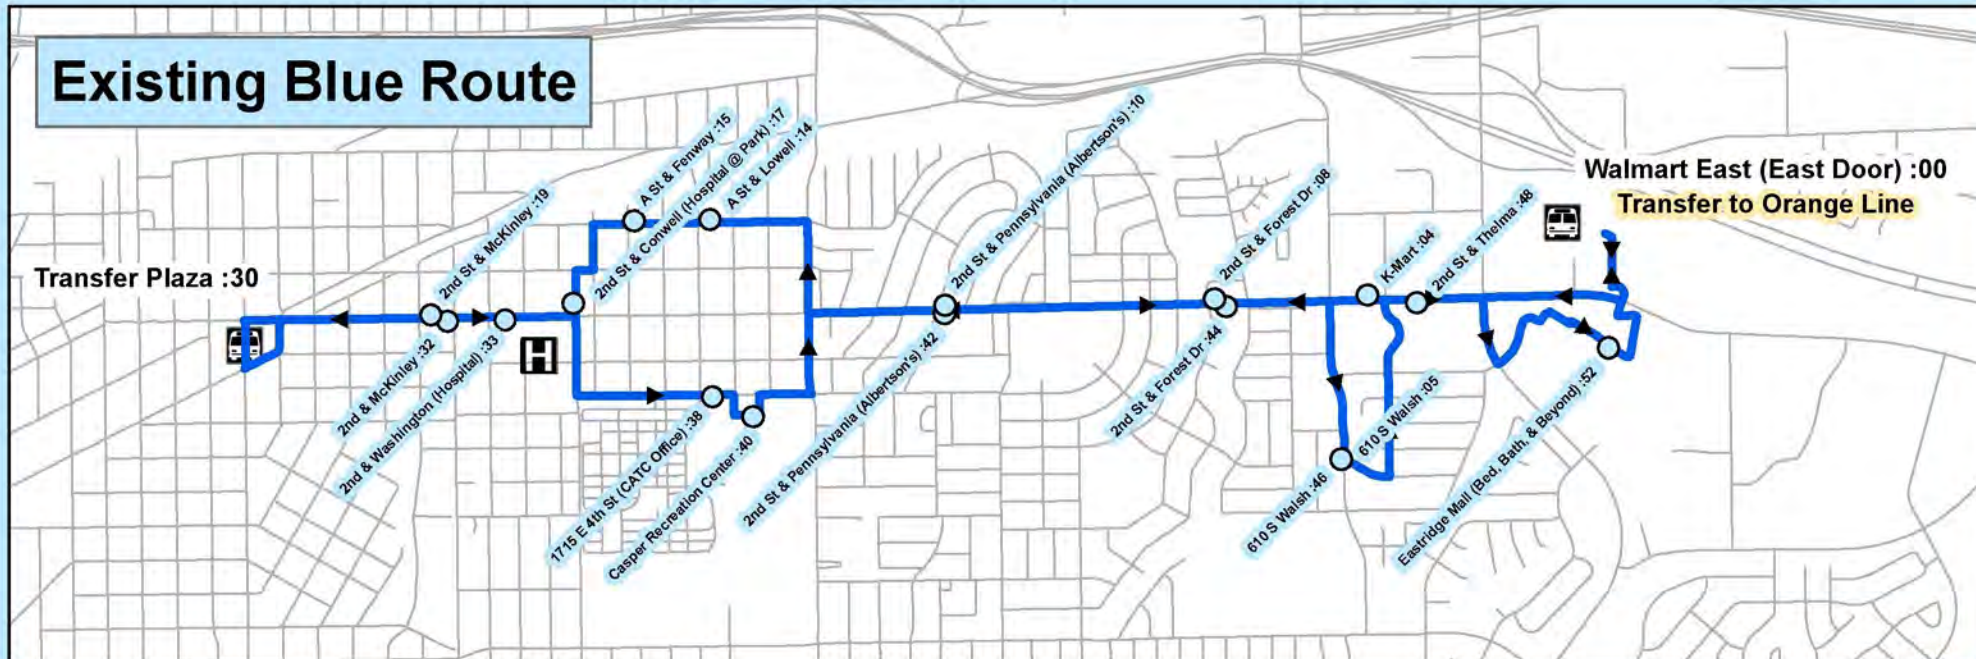 Existing Blue Route
Walmart East (East Door) :00
Transfer to Orange Line
Transfer Plaza :30
2nd St & McKinley :19
A St & Fenway :15
2nd St & Conwell (Hospital @ Park) :17
A St & Lowell :14
2nd St & Pennsylvania (Albertson's) :10
2nd St & Forest Dr :08
K-Mart :04
2nd St & Thelma :48
2nd & McKinley :32
2nd & Washington (Hospital) :33
H
1715 E 4th St (CATC Office) :38
Casper Recreation Center :40
2nd St & Pennsylvania (Albertson's) :42
2nd St & Forest Dr :44
610 S Walsh :46
610 S Walsh :05
Eastridge Mall (Bed, Bath, & Beyond) :52